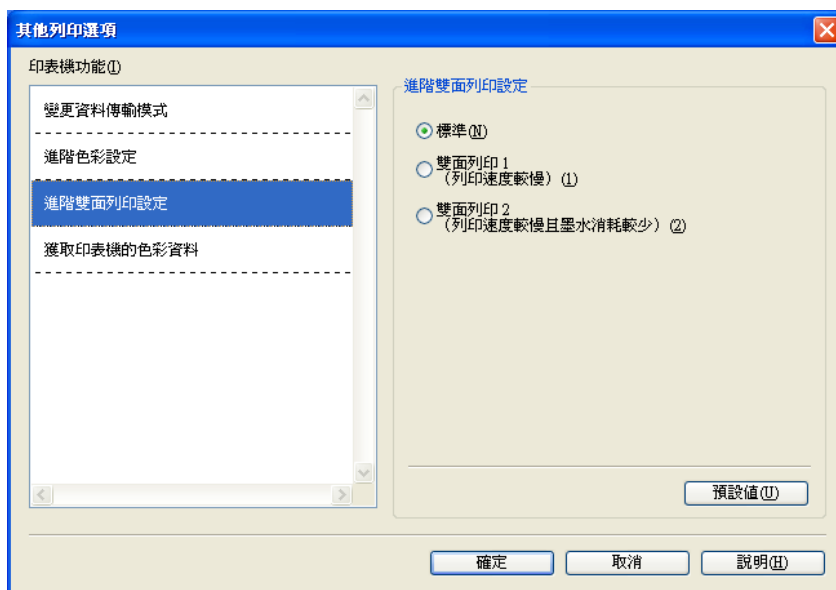 其他列印選項
印表機功能(I)
變更資料傳輸模式
進階色彩設定
進階雙面列印設定
獲取印表機的色彩資料
進階雙面列印設定
標準(N)
雙面列印 1
（列印速度較慢）(1)
雙面列印 2
（列印速度較慢且墨水消耗較少）(2)
預設值(U)
確定
取消
說明(H)